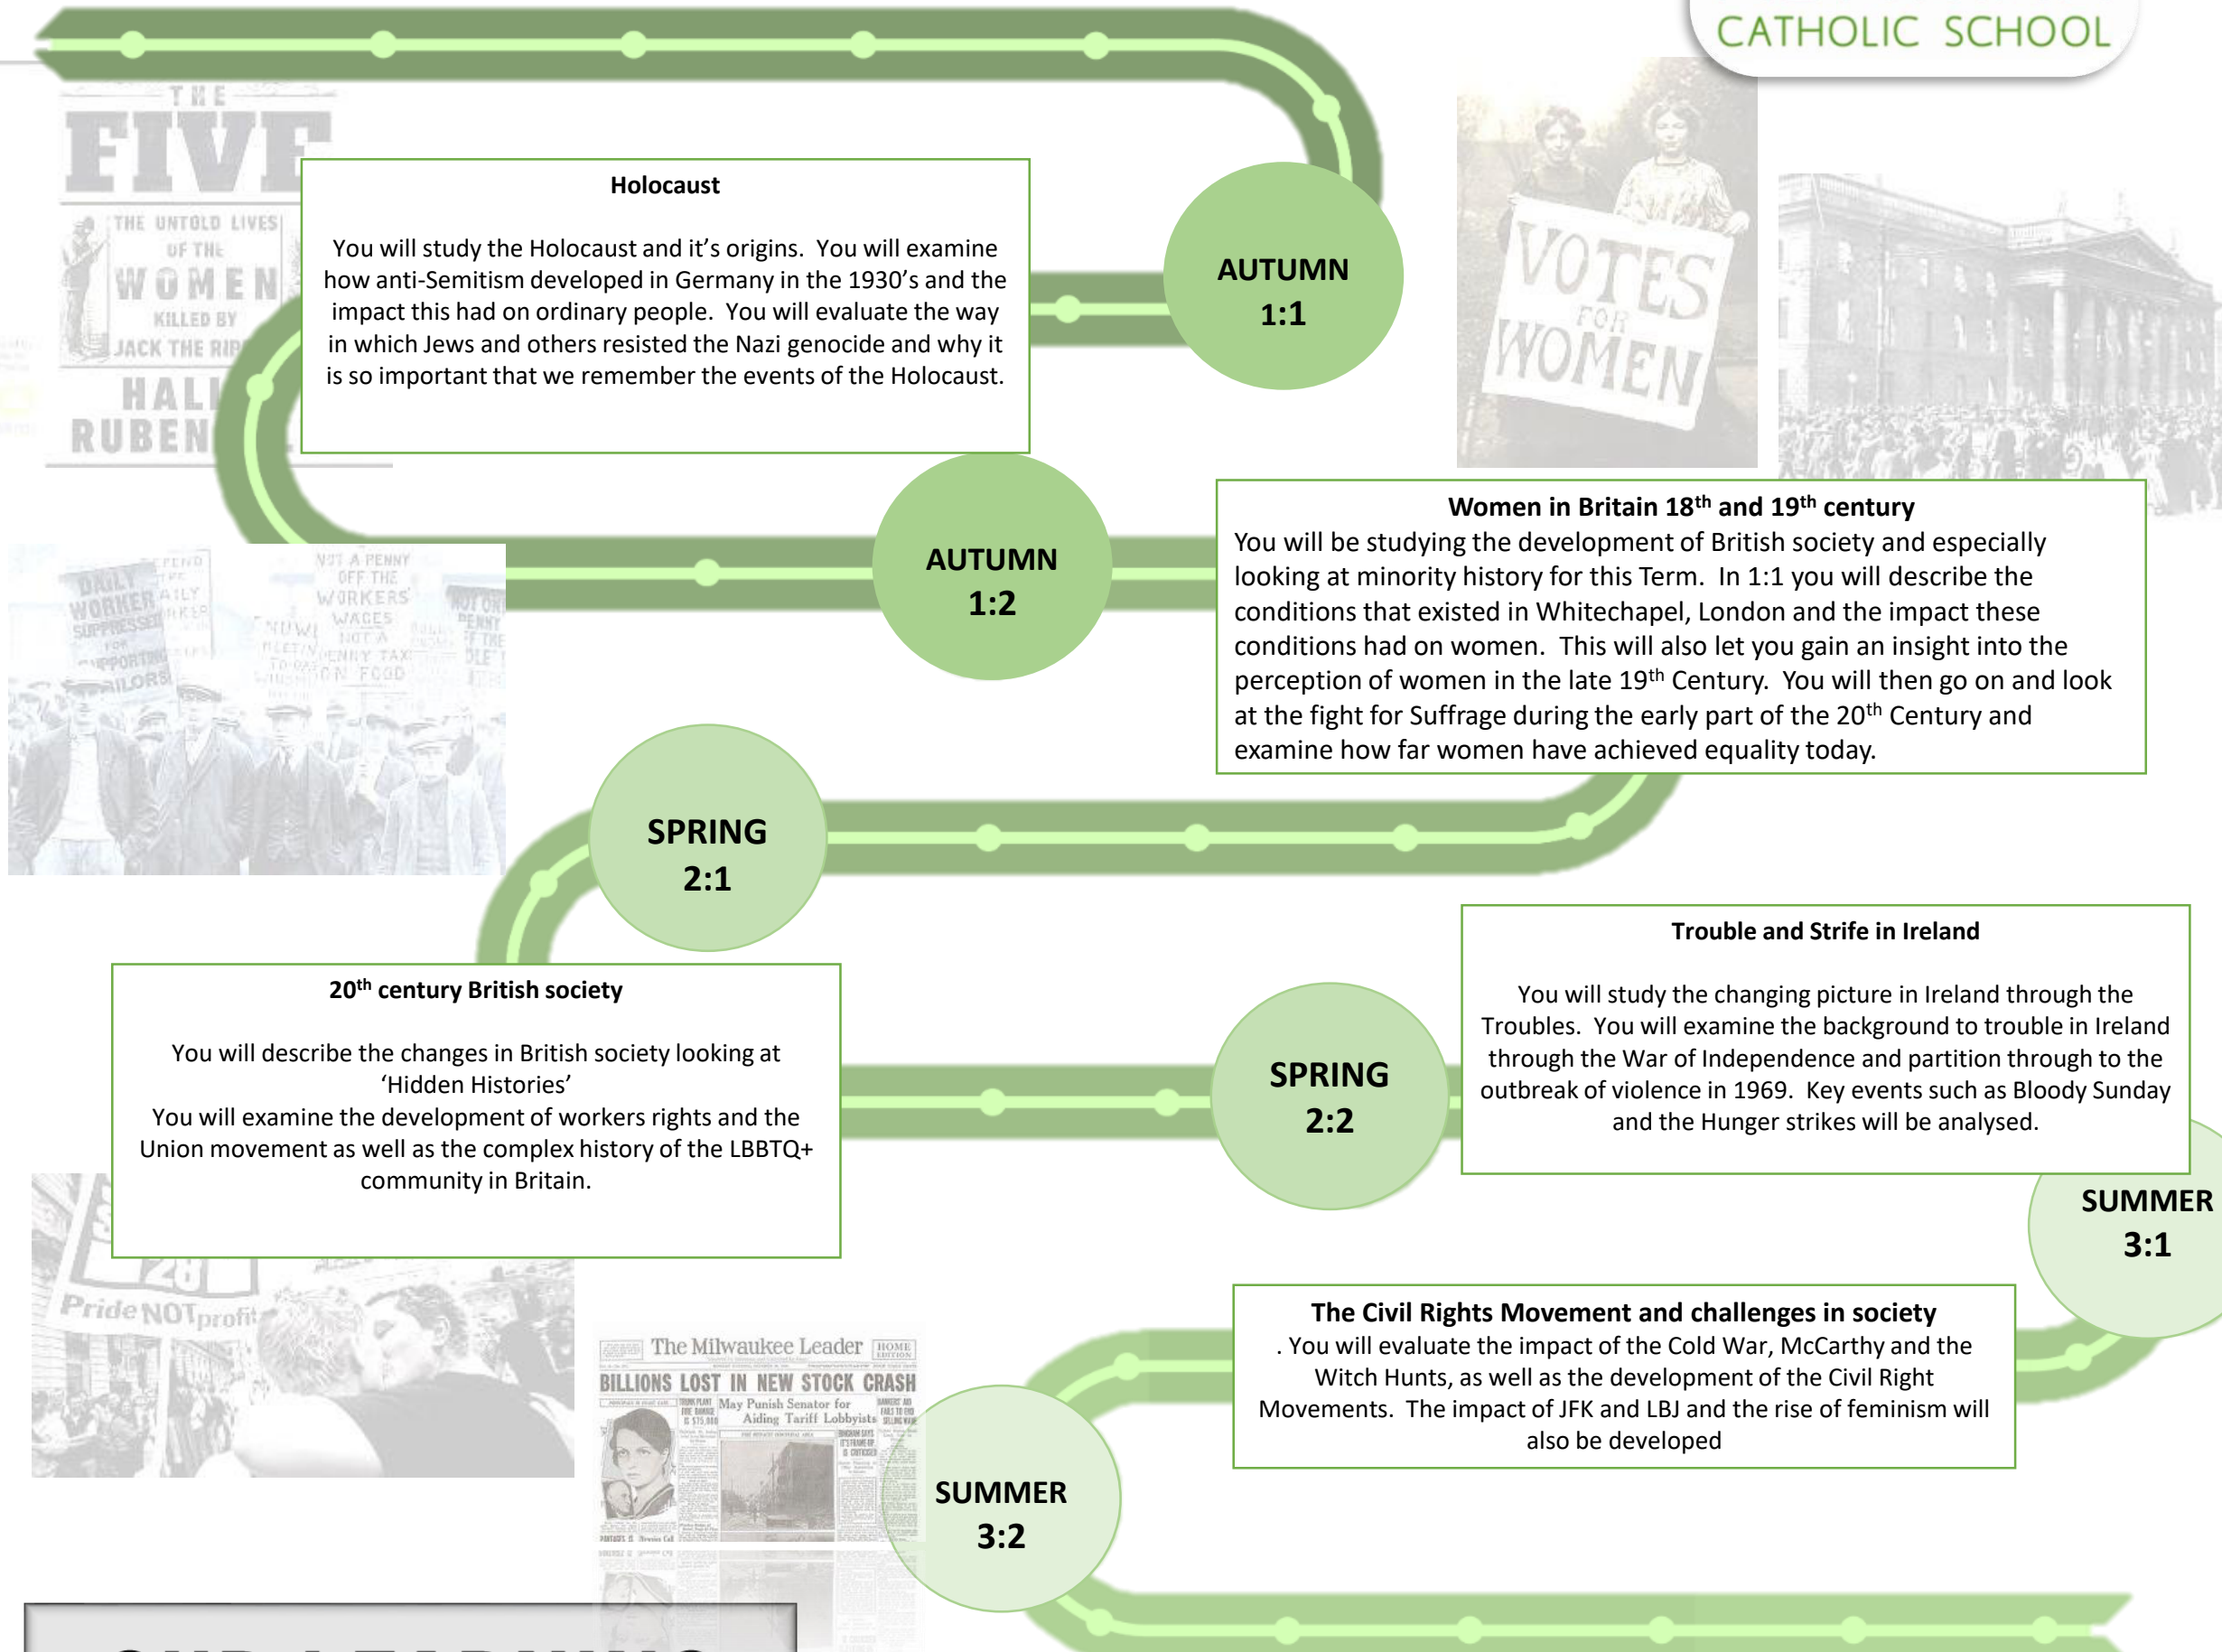 CATHOLIC SCHOOL
THE
FIVE
THE UNTOLD LIVES
OF THE
WOMEN
KILLED BY
JACK THE
Holocaust
You will study the Holocaust and it's origins. You will examine
how anti-Semitism developed in Germany in the 1930's and the
impact this had on ordinary people. You will evaluate the way
in which Jews and others resisted the Nazi genocide and why it
is so important that we remember the events of the Holocaust.
AUTUMN
1:1
VOTES
FOR
WOMEN
AUTUMN
1:2
Women in Britain 18th and 19th century
You will be studying the development of British society and especially
looking at minority history for this Term. In 1:1 you will describe the
conditions that existed in Whitechapel, London and the impact these
conditions had on women. This will also let you gain an insight into the
perception of women in the late 19th Century. You will then go on and look
at the fight for Suffrage during the early part of the 20th Century and
examine how far women have achieved equality today.
DAILY
WORKER
SUPPRESSED
FOR
SUPPORTING
NOT A PENNY
OFF THE
WORKERS'
WAGES
NOT A
PENNY TAX
ON FOOD
SPRING
2:1
20th century British society
You will describe the changes in British society looking at
‘Hidden Histories’
You will examine the development of workers rights and the
Union movement as well as the complex history of the LBBTQ+
community in Britain.
SPRING
2:2
Trouble and Strife in Ireland
You will study the changing picture in Ireland through the
Troubles. You will examine the background to trouble in Ireland
through the War of Independence and partition through to the
outbreak of violence in 1969. Key events such as Bloody Sunday
and the Hunger strikes will be analysed.
SUMMER
3:1
28
Pride NOT profit
The Civil Rights Movement and challenges in society
. You will evaluate the impact of the Cold War, McCarthy and the
Witch Hunts, as well as the development of the Civil Right
Movements. The impact of JFK and LBJ and the rise of feminism will
also be developed
The Milwaukee Leader
HOME
EDITION
BILLIONS LOST IN NEW STOCK CRASH
May Punish Senator for
Aiding Tariff Lobbyists
SUMMER
3:2